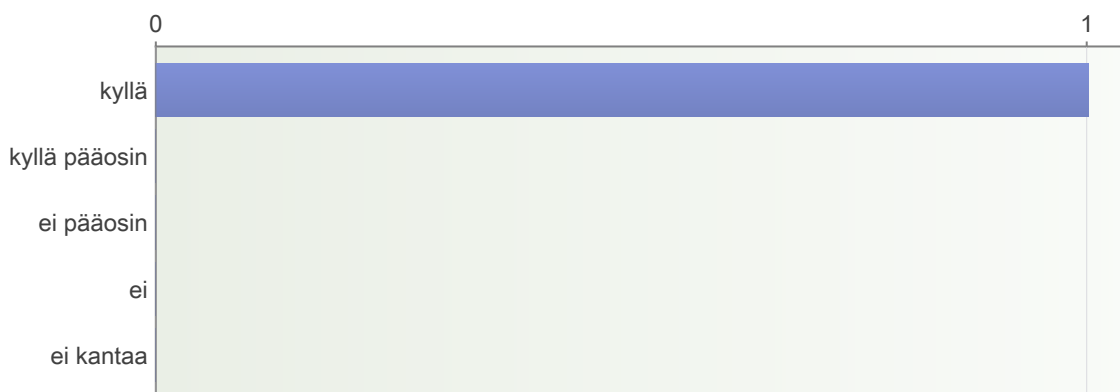 0 1
kyllä
kyllä pääosin
ei pääosin
ei
ei kantaa